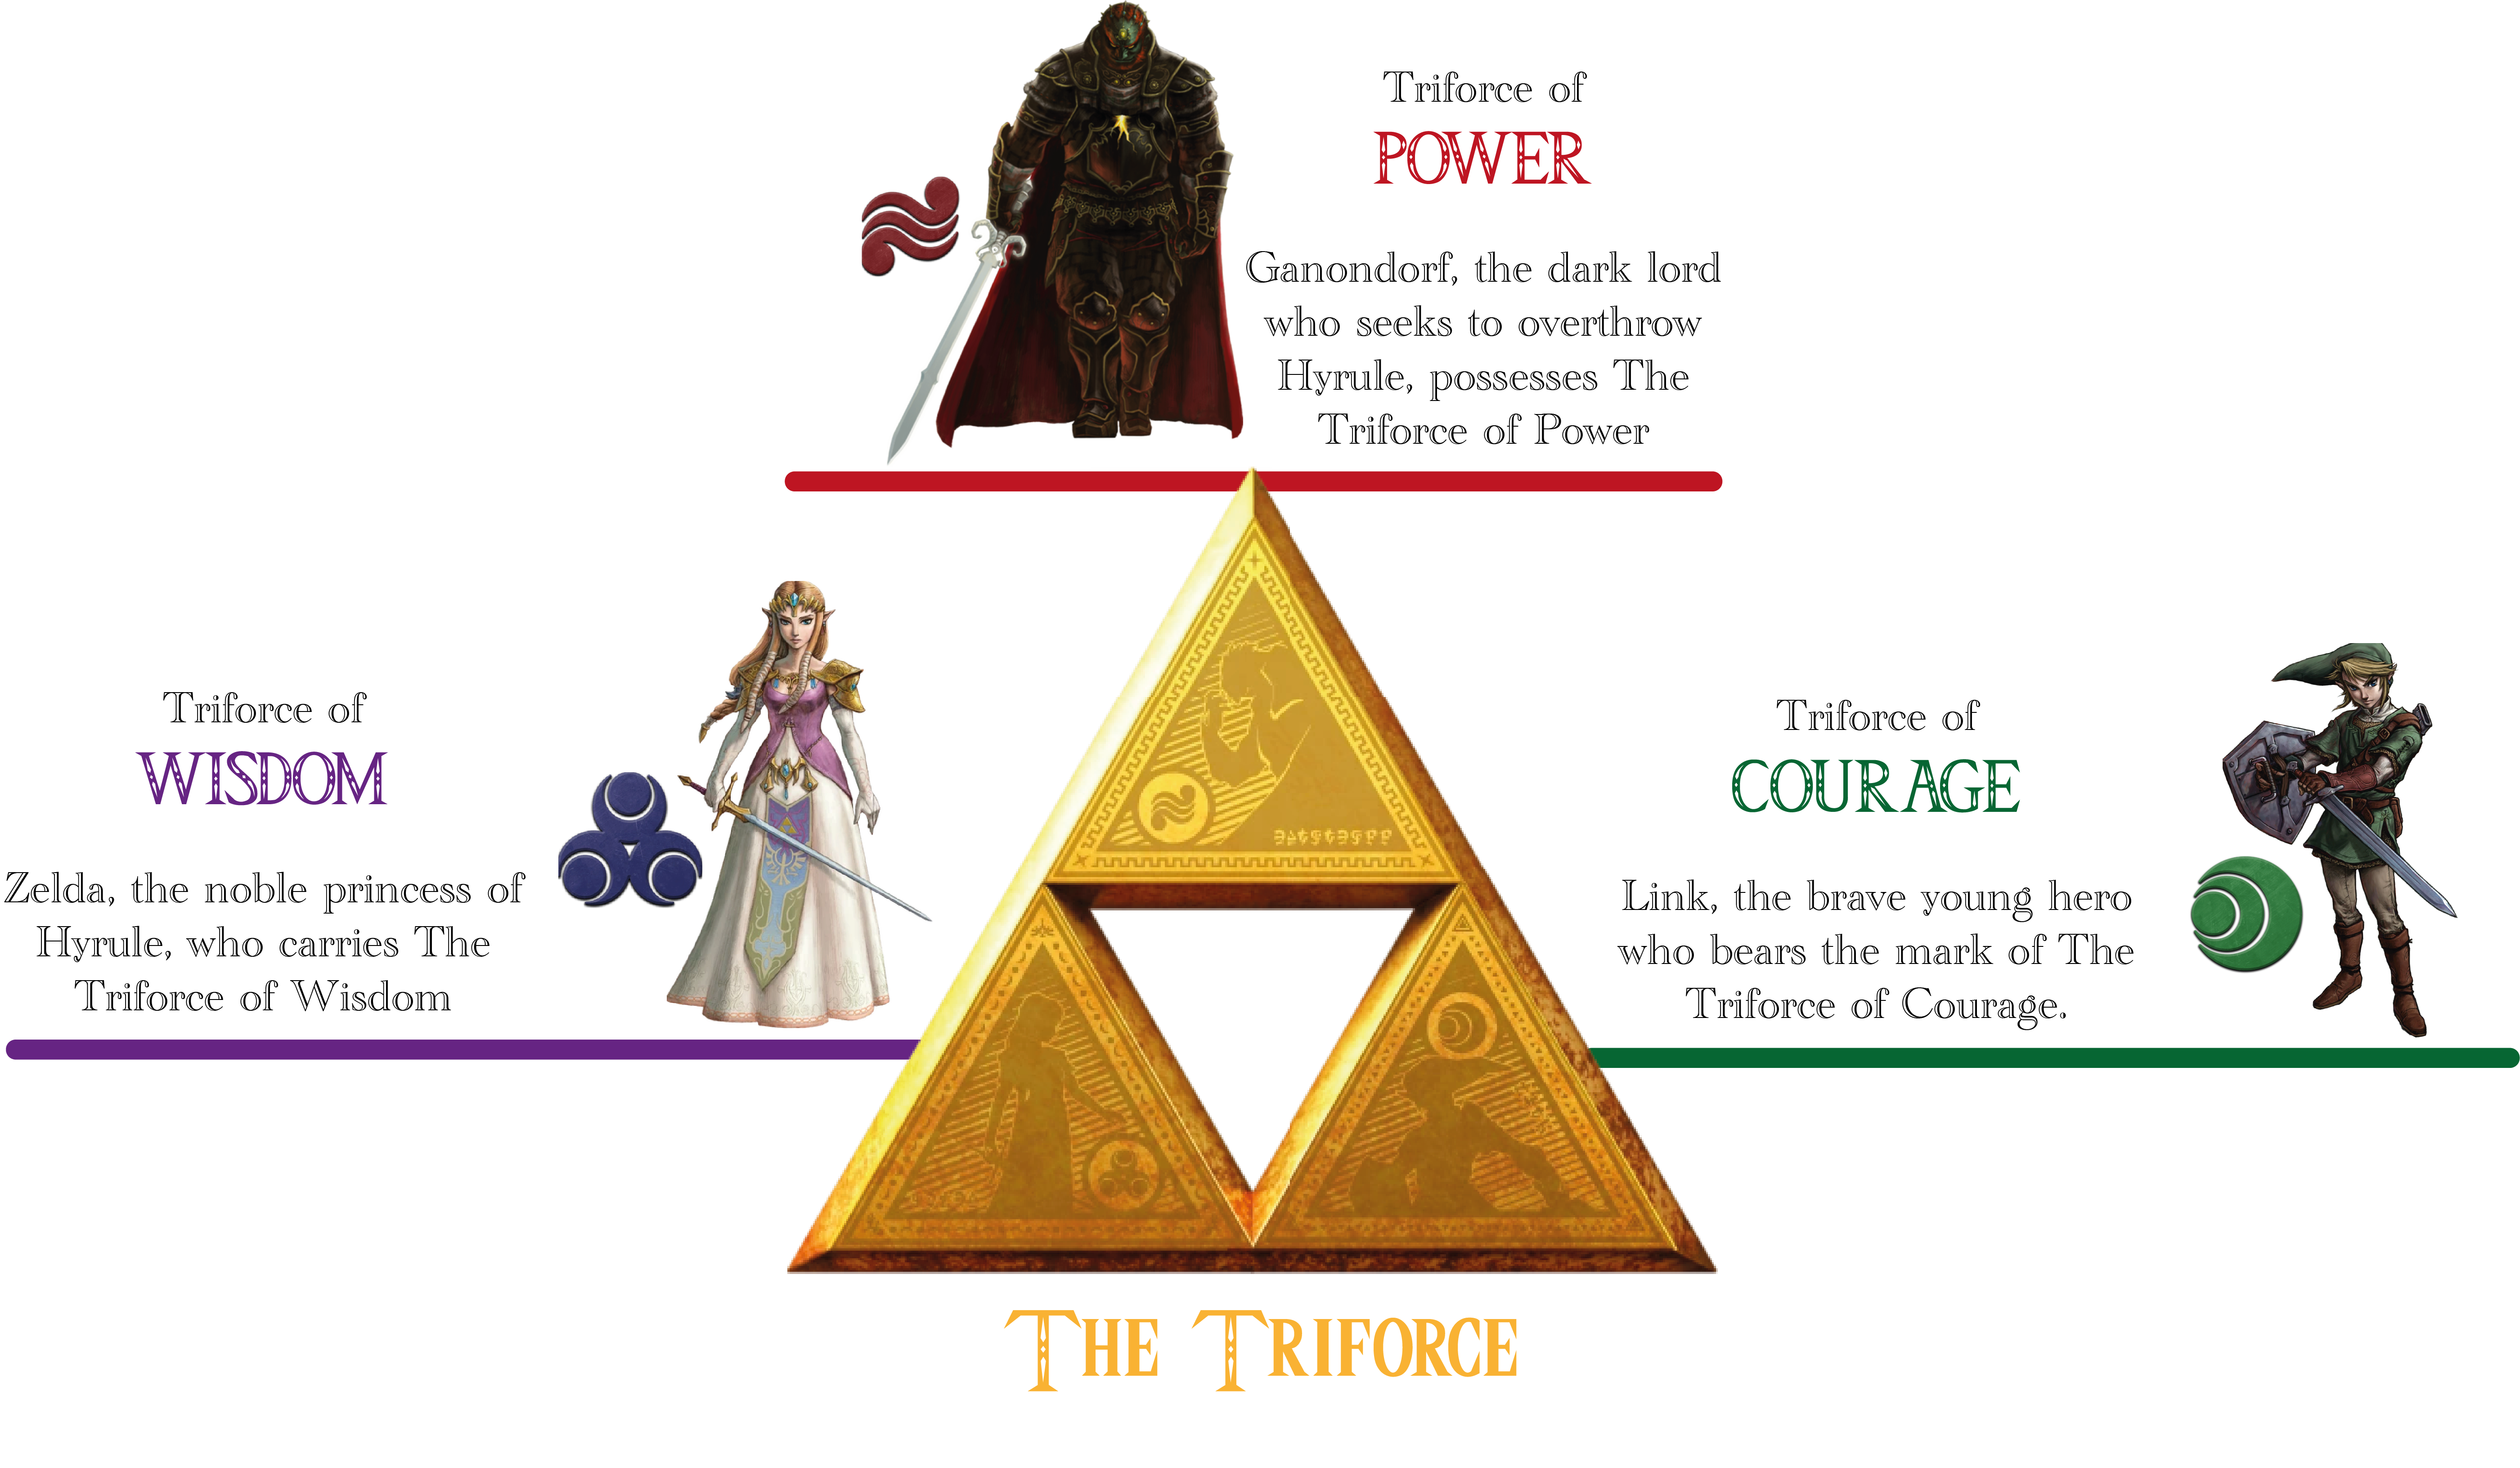 Triforce of
POWER
Ganondorf, the dark lord
who seeks to overthrow
Hyrule, possesses The
Triforce of Power
Triforce of
WISDOM
Zelda, the noble princess of
Hyrule, who carries The
Triforce of Wisdom
Triforce of
COURAGE
Link, the brave young hero
who bears the mark of The
Triforce of Courage.
THE TRIFORCE